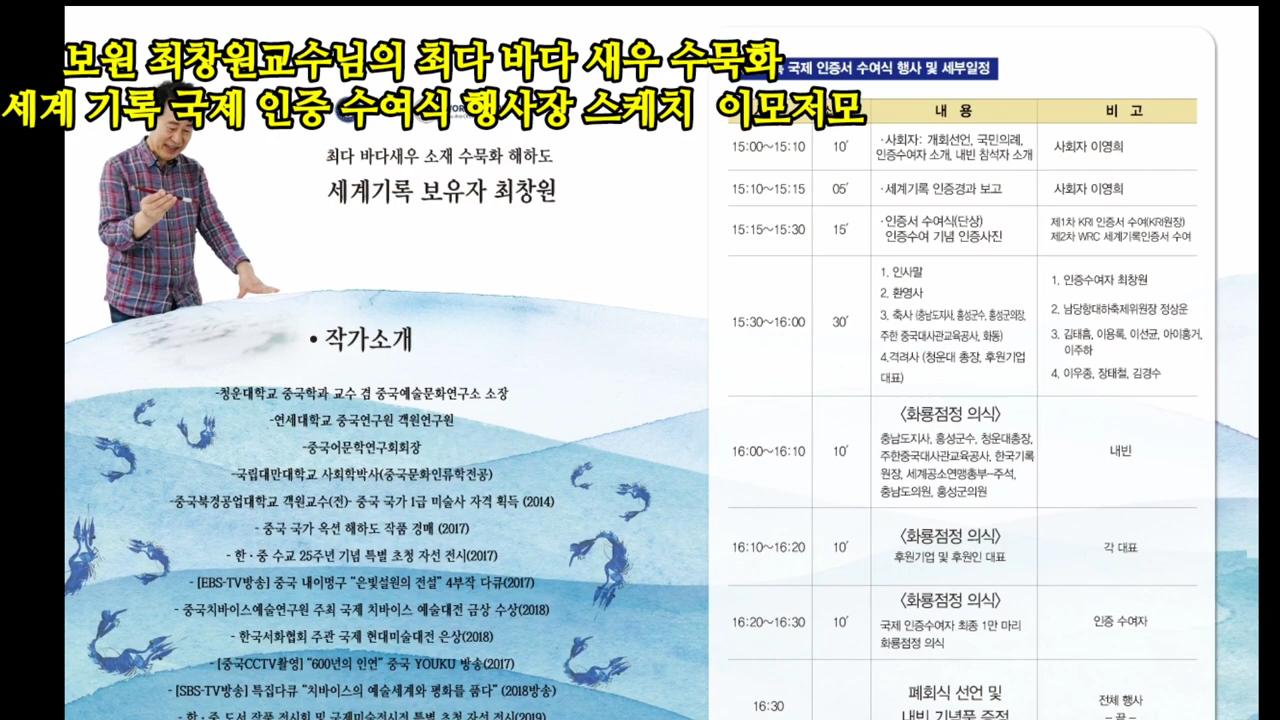 보원 최창원교수님의 최다 바다 새우 수묵화
세계 기록 국제 인증 수여식 행사장 스케치 이모저모
최다 바다새우 소재 수묵화 해하도
세계기록 보유자 최창원
• 작가소개
-청운대학교 중국학과 교수 겸 중국예술문화연구소 소장
-연세대학교 중국연구원 객원연구원
-중국어문학연구회회장
-국립대만대학교 사회학박사(중국문화인류학전공)
-중국북경공업대학교 객원교수(전)- 중국 국가 1급 미술사 자격 획득 (2014)
- 중국 국가 옥션 해하도 작품 경매 (2017)
- 한·중 수교 25주년 기념 특별 초청 자선 전시(2017)
- [EBS-TV방송] 중국 내이멍구 "은빛설원의 전설" 4부작 다큐(2017)
- 중국치바이스예술연구원 주최 국제 치바이스 예술대전 금상 수상(2018)
- 한국서화협회 주관 국제 현대미술대전 은상(2018)
- [중국CCTV촬영] "600년의 인연" 중국 YOUKU 방송(2017)
- [SBS-TV방송] 특집다큐 "치바이스의 예술세계와 평화를 품다" (2018방송)
- 한·중 도서 작품 전시회 및 국제미술전시전 특별 초청 자선 전시(2019)
국제 인증서 수여식 행사 및 세부일정
내 용 비 고
15:00~15:10 10´ ·사회자: 개회선언, 국민의례, 사회자 이영희
인증수여자 소개, 내빈 참석자 소개
15:10~15:15 05´ ·세계기록 인증경과 보고 사회자 이영희
15:15~15:30 15´ ·인증서 수여식(단상) 제1차 KRI 인증서 수여(KRI원장)
인증수여 기념 인증사진 제2차 WRC 세계기록인증서 수여
15:30~16:00 30´
1. 인사말 1. 인증수여자 최창원
2. 환영사 2. 남당항대하축제위원장 정상운
3. 축사 (충남도지사, 홍성군수, 홍성군의장, 3. 김태흠, 이용록, 이선균, 아이홍거,
주한 중국대사관교육공사, 화동) 이주하
4.격려사 (청운대 총장, 후원기업 4. 이우종, 장태철, 김경수
대표)
16:00~16:10 10´ 〈화룡점정 의식〉 내빈
충남도지사, 홍성군수, 청운대총장,
주한중국대사관교육공사, 한국기록
원장, 세계공소연맹총부-주석,
충남도의원, 홍성군의원
16:10~16:20 10´ 〈화룡점정 의식〉 각 대표
후원기업 및 후원인 대표
16:20~16:30 10´ 〈화룡점정 의식〉 인증 수여자
국제 인증수여자 최종 1만 마리
화룡점정 의식
16:30 폐회식 선언 및 전체 행사
내빈 기념품 증정 – 끝 –